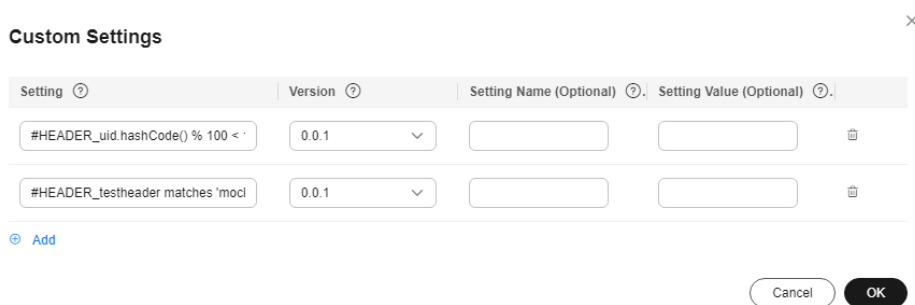 Custom Settings
Setting ? Version ? Setting Name (Optional) ?. Setting Value (Optional) ?.
#HEADER_uid.hashCode() % 100 < 0.0.1
#HEADER_testheader matches 0.0.1
Add
Cancel OK